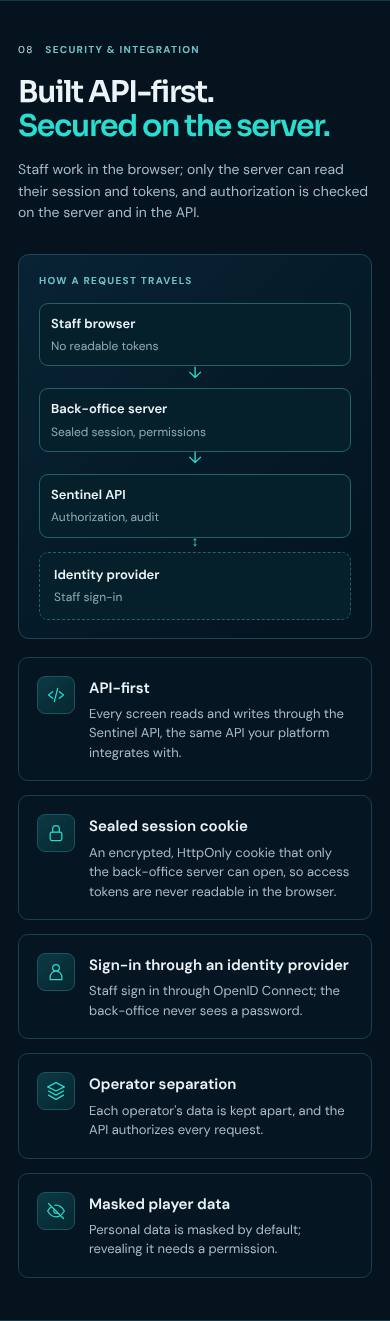 08 SECURITY & INTEGRATION
Built API-first.
Secured on the server.
Staff work in the browser; only the server can read
their session and tokens, and authorization is checked
on the server and in the API.
HOW A REQUEST TRAVELS
Staff browser
No readable tokens
Back-office server
Sealed session, permissions
Sentinel API
Authorization, audit
Identity provider
Staff sign-in
API-first
Every screen reads and writes through the
Sentinel API, the same API your platform
integrates with.
Sealed session cookie
An encrypted, HttpOnly cookie that only
the back-office server can open, so access
tokens are never readable in the browser.
Sign-in through an identity provider
Staff sign in through OpenID Connect; the
back-office never sees a password.
Operator separation
Each operator's data is kept apart, and the
API authorizes every request.
Masked player data
Personal data is masked by default;
revealing it needs a permission.